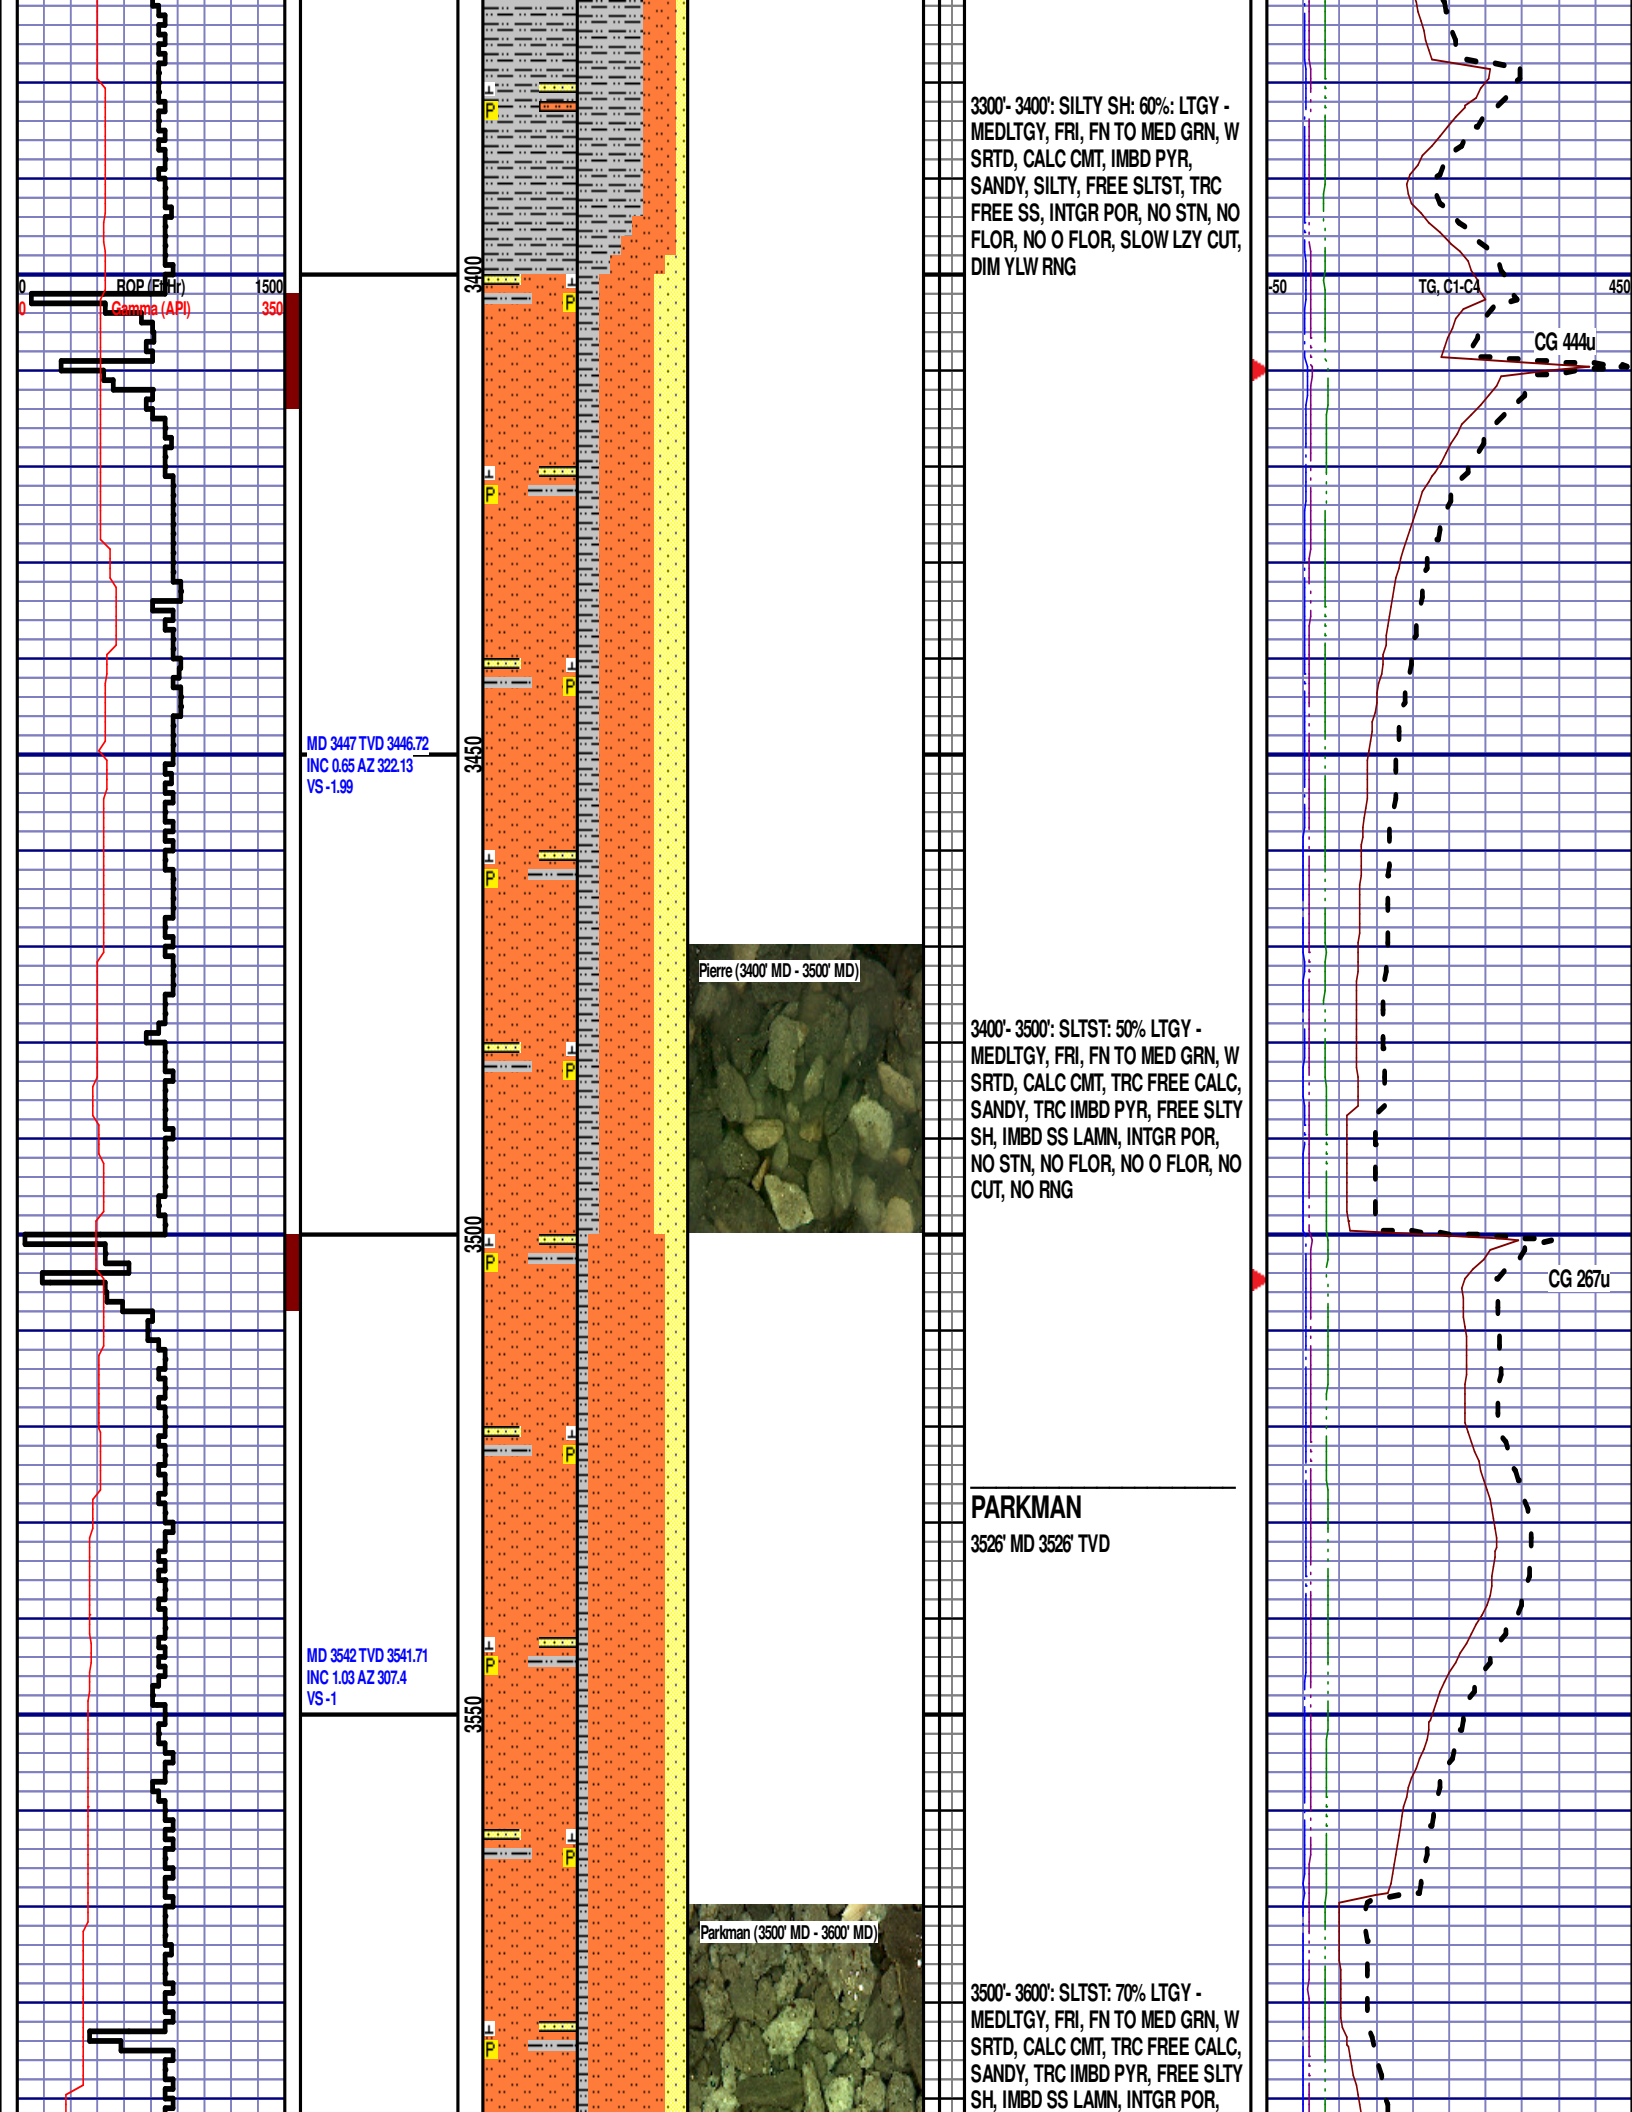 3300'- 3400': SILTY SH: 60%: LTGY -
MEDLTGY, FRI, FN TO MED GRN, W
SRTD, CALC CMT, IMBD PYR,
SANDY, SILTY, FREE SLTST, TRC
FREE SS, INTGR POR, NO STN, NO
FLOR, NO O FLOR, SLOW LZY CUT,
DIM YLW RNG
P
3400
0 ROP (Ft/Hr) 1500
0 Gamma (API) 350
P
-50 TG, C1-C4 450
CG 444u
P
P
MD 3447 TVD 3446.72
INC 0.65 AZ 322.13
VS -1.99
3450
P
Pierre (3400' MD - 3500' MD)
3400'- 3500': SLTST: 50% LTGY -
MEDLTGY, FRI, FN TO MED GRN, W
SRTD, CALC CMT, TRC FREE CALC,
SANDY, TRC IMBD PYR, FREE SLTY
SH, IMBD SS LAMN, INTGR POR,
NO STN, NO FLOR, NO O FLOR, NO
CUT, NO RNG
P
3500
P
CG 267u
P
PARKMAN
3526' MD 3526' TVD
MD 3542 TVD 3541.71
INC 1.03 AZ 307.4
VS -1
P
3550
P
Parkman (3500' MD - 3600' MD)
3500'- 3600': SLTST: 70% LTGY -
MEDLTGY, FRI, FN TO MED GRN, W
SRTD, CALC CMT, TRC FREE CALC,
SANDY, TRC IMBD PYR, FREE SLTY
SH, IMBD SS LAMN, INTGR POR,
P